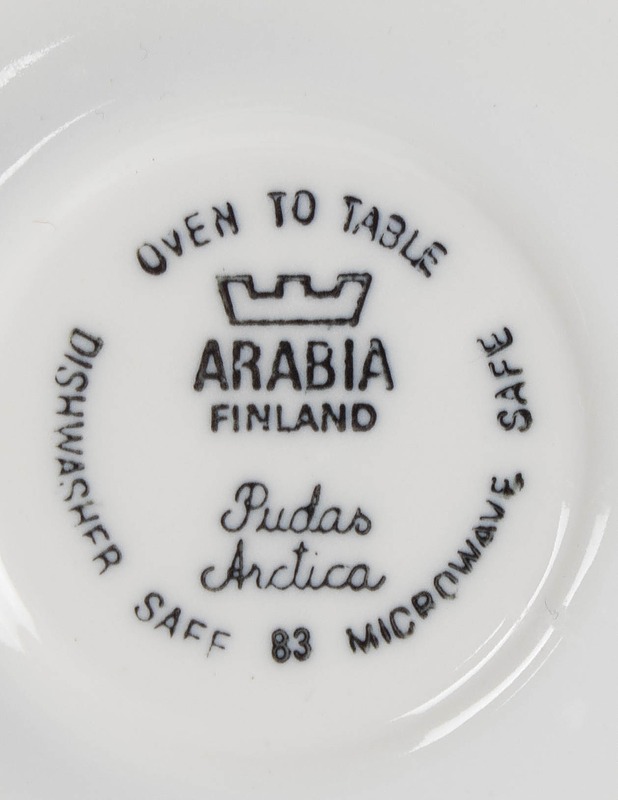 OVEN TO TABLE
ARABIA
FINLAND
Pudas
Arctica
DISHWASHER SAFE 83 MICROWAVE SAFE